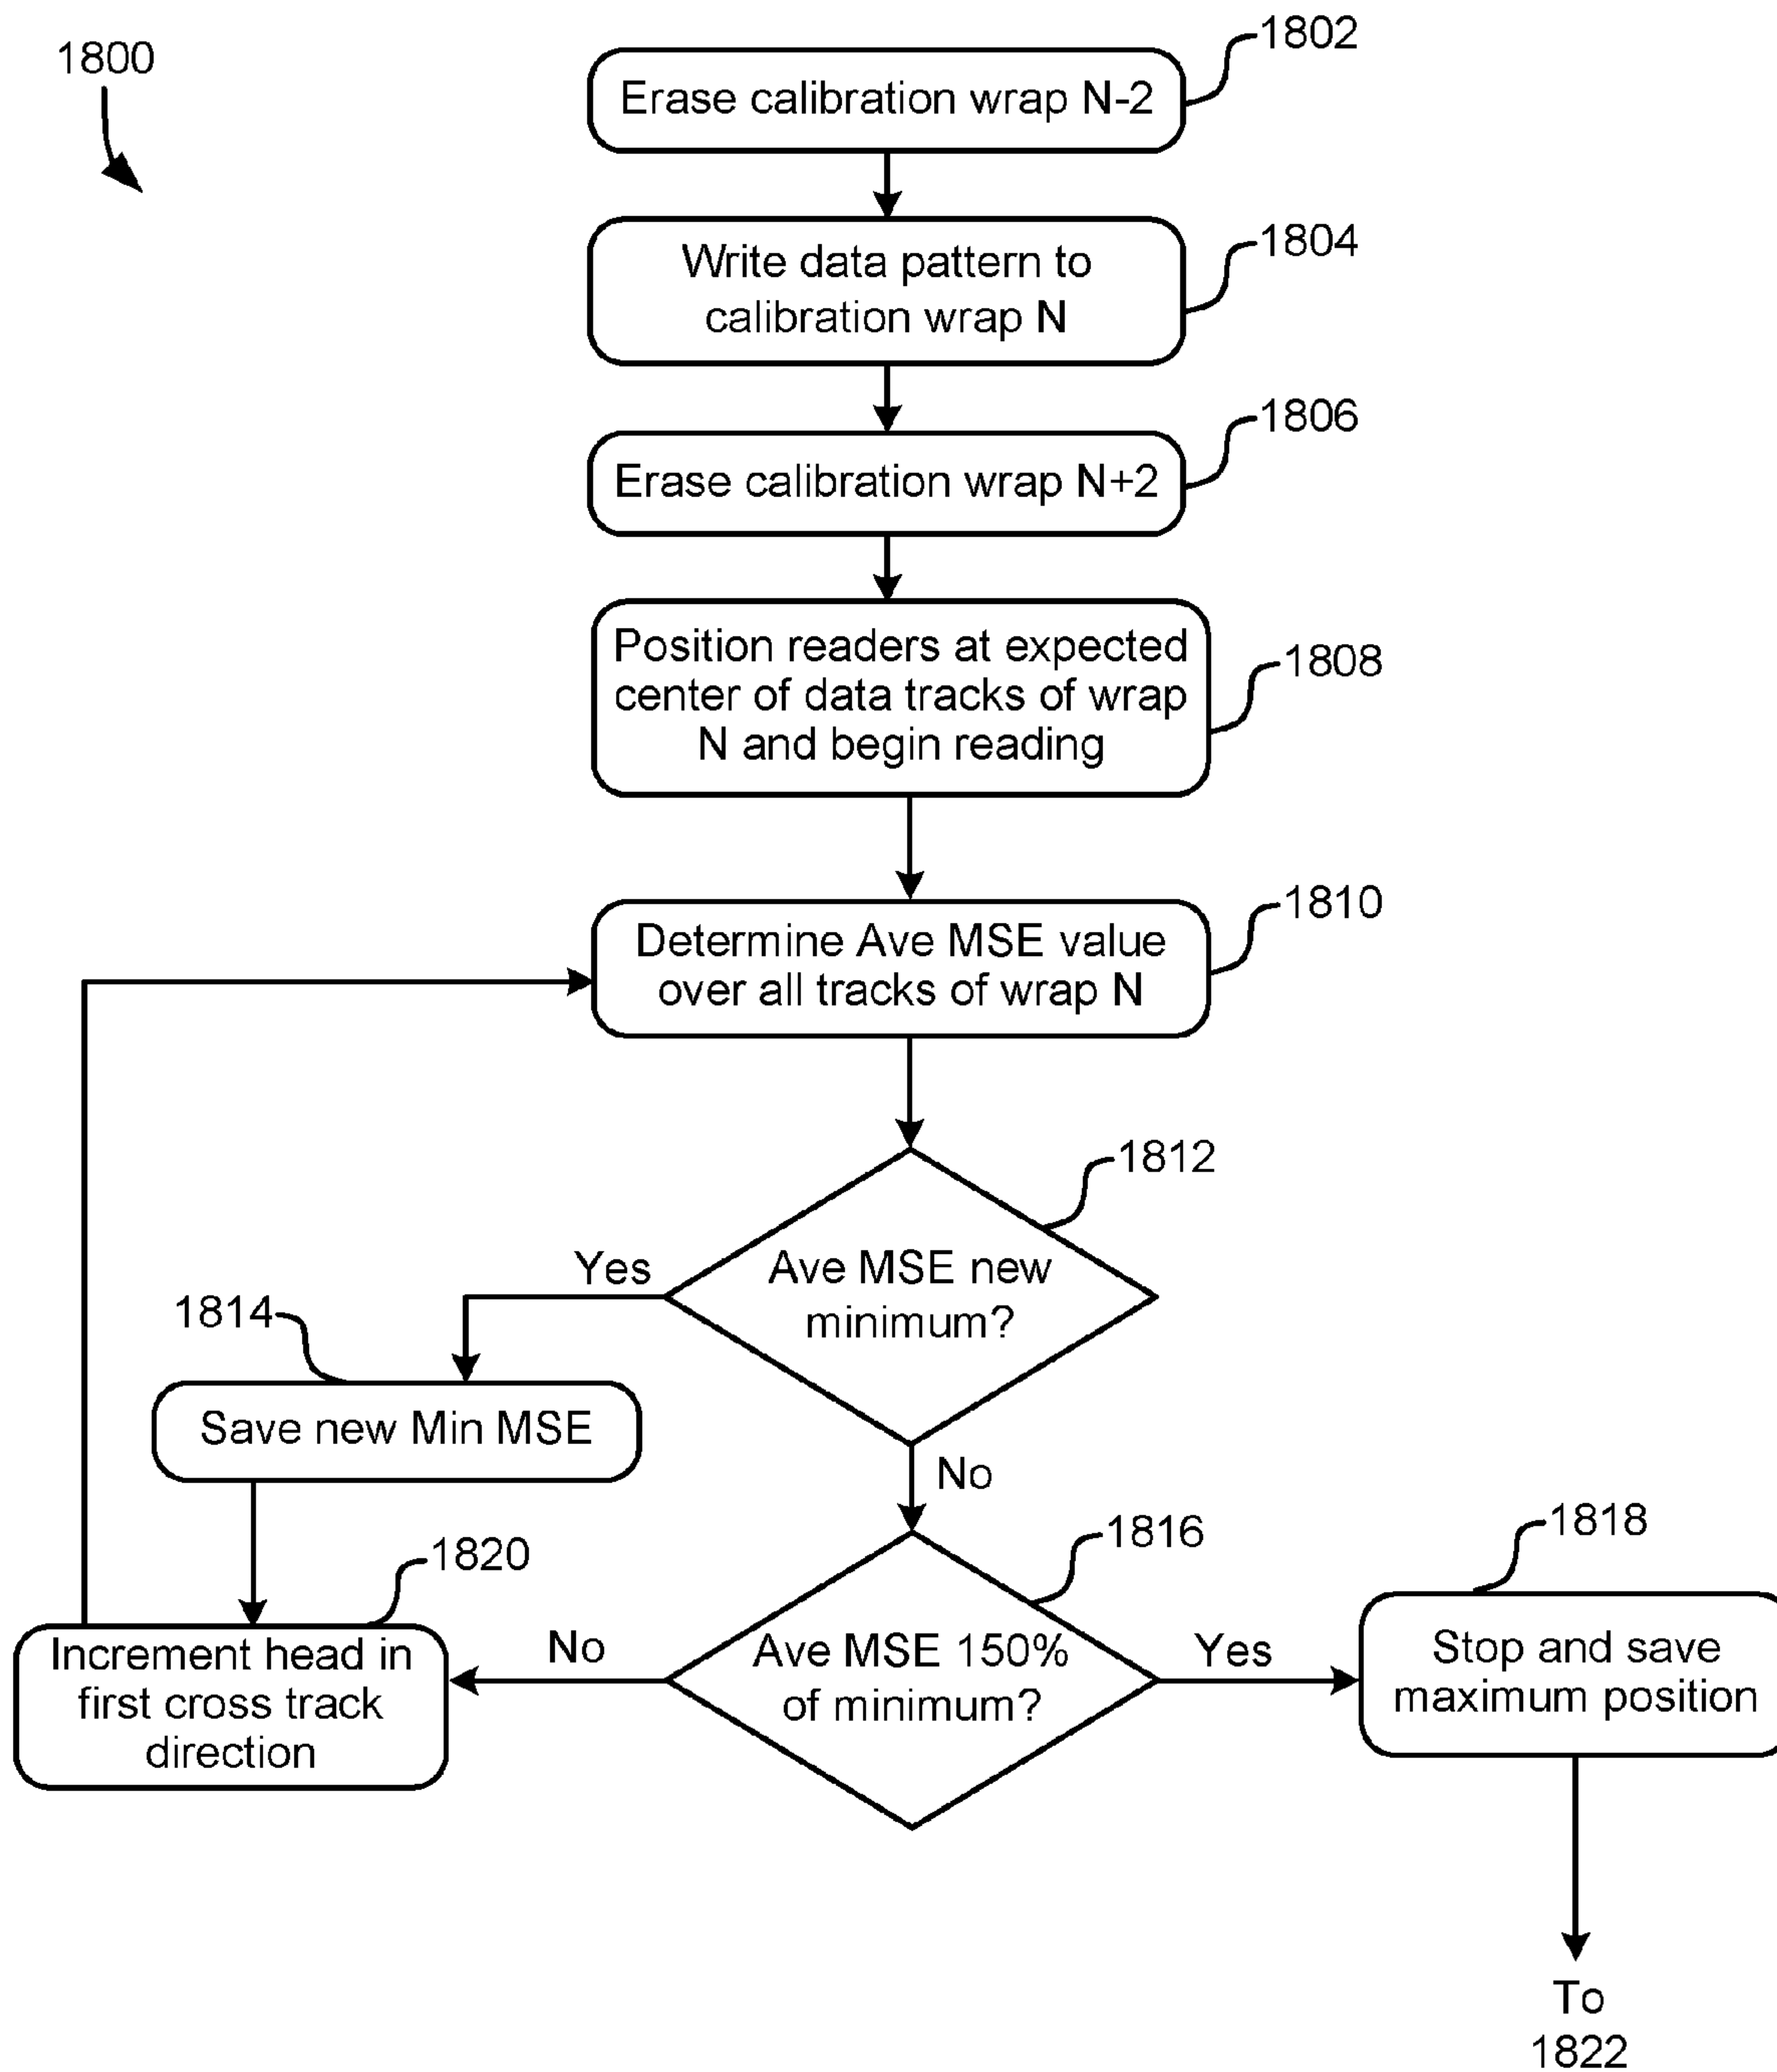 1800
1802
Erase calibration wrap N-2
1804
Write data pattern to
calibration wrap N
1806
Erase calibration wrap N+2
1808
Position readers at expected
center of data tracks of wrap
N and begin reading
1810
Determine Ave MSE value
over all tracks of wrap N
1812
Ave MSE new
minimum?
Yes
1814
Save new Min MSE
No
1816
1818
1820
Increment head in
first cross track
direction
No
Ave MSE 150%
of minimum?
Yes
Stop and save
maximum position
To
1822